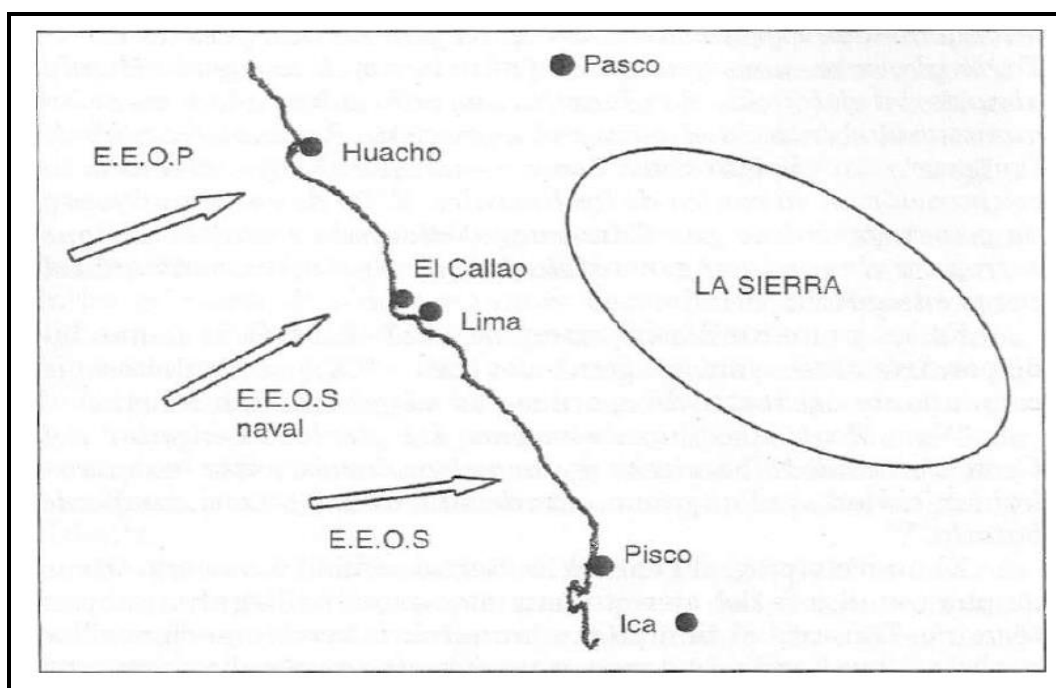 Pasco
Huacho
E.E.O.P
El Callao
LA SIERRA
Lima
E.E.O.S
naval
E.E.O.S
Pisco
Ica